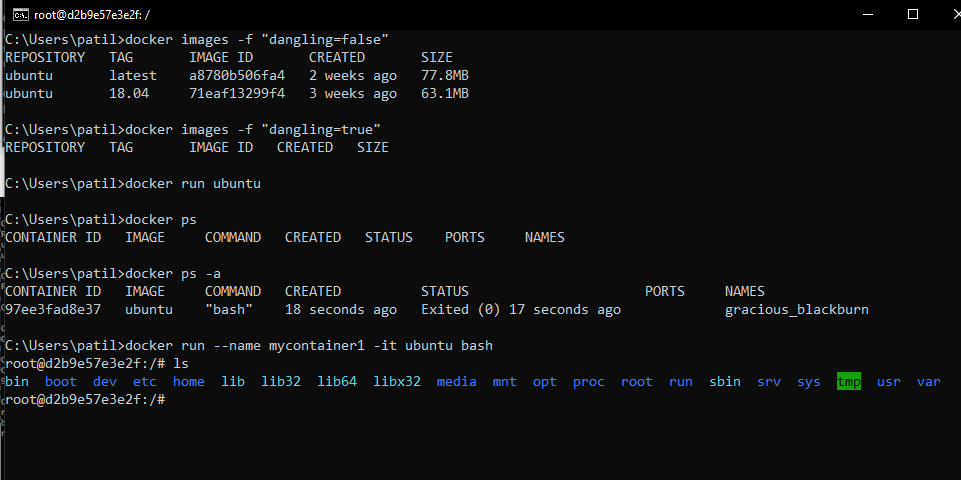 root@d2b9e57e3e2f: /
C:\Users\patil>docker images -f "dangling=false"
REPOSITORY   TAG       IMAGE ID       CREATED       SIZE
ubuntu       latest    a8780b506fa4   2 weeks ago   77.8MB
ubuntu       18.04     71eaf13299f4   3 weeks ago   63.1MB
C:\Users\patil>docker images -f "dangling=true"
REPOSITORY   TAG       IMAGE ID   CREATED   SIZE
C:\Users\patil>docker run ubuntu
C:\Users\patil>docker ps
CONTAINER ID   IMAGE     COMMAND   CREATED   STATUS    PORTS     NAMES
C:\Users\patil>docker ps -a
CONTAINER ID   IMAGE     COMMAND   CREATED          STATUS                      PORTS     NAMES
97ee3fad8e37   ubuntu    "bash"    18 seconds ago   Exited (0) 17 seconds ago             gracious_blackburn
C:\Users\patil>docker run --name mycontainer1 -it ubuntu bash
root@d2b9e57e3e2f:/# ls
bin  boot  dev  etc  home  lib  lib32  lib64  libx32  media  mnt  opt  proc  root  run  sbin  srv  sys  tmp  usr  var
root@d2b9e57e3e2f:/#